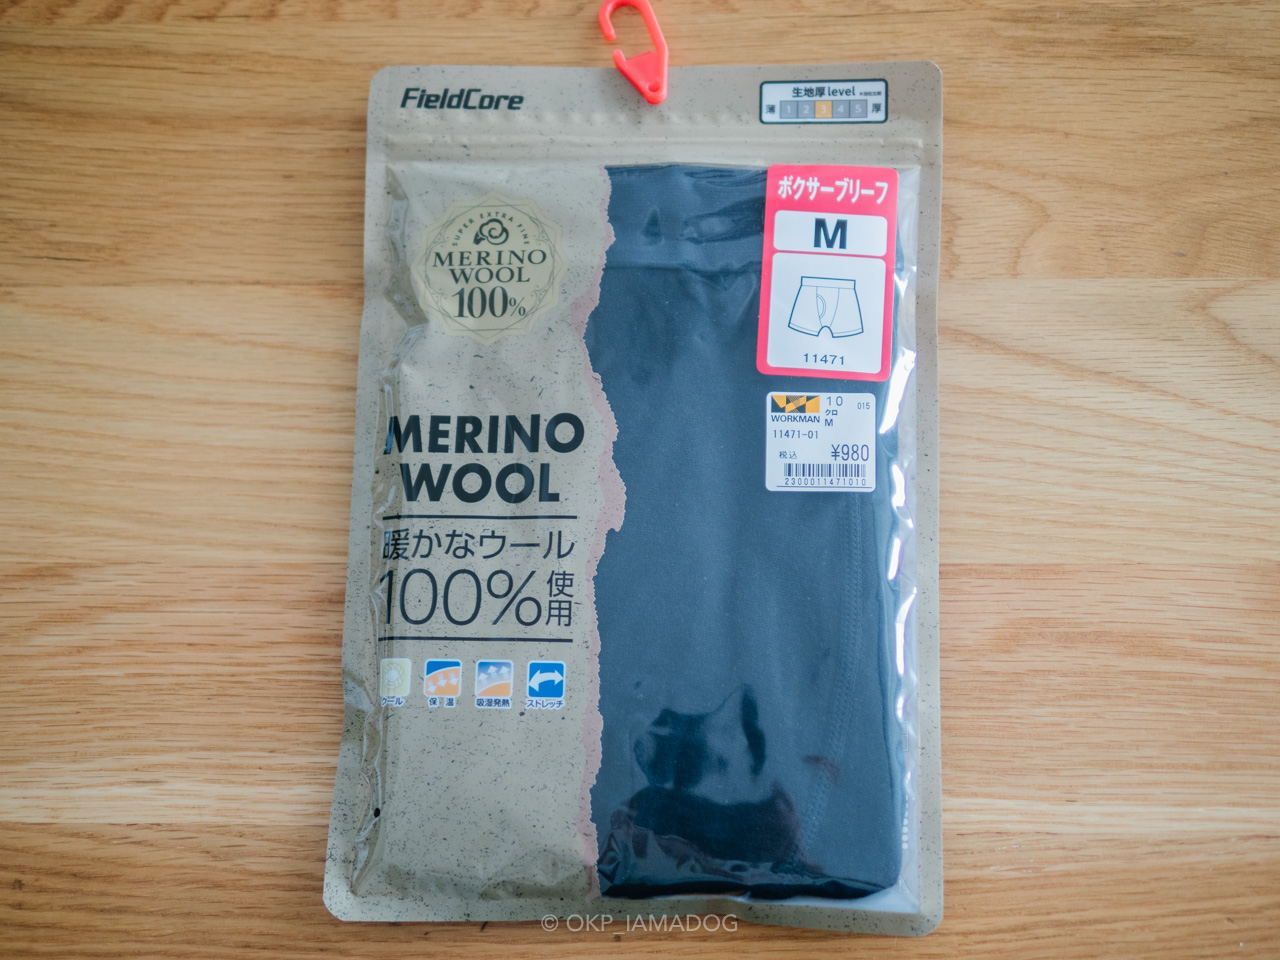 FieldCore
生地厚level
薄 1 2 3 4 5 厚
SUPER EXTRA FINE
MERINO
WOOL
100%
ボクサーブリーフ
M
11471
WORKMAN
10 015
クロ
M
11471-01
税込 ¥980
2300011471010
MERINO
WOOL
暖かなウール
100%使用
ウール 保温 吸湿発熱 ストレッチ
© OKP_IAMADOG